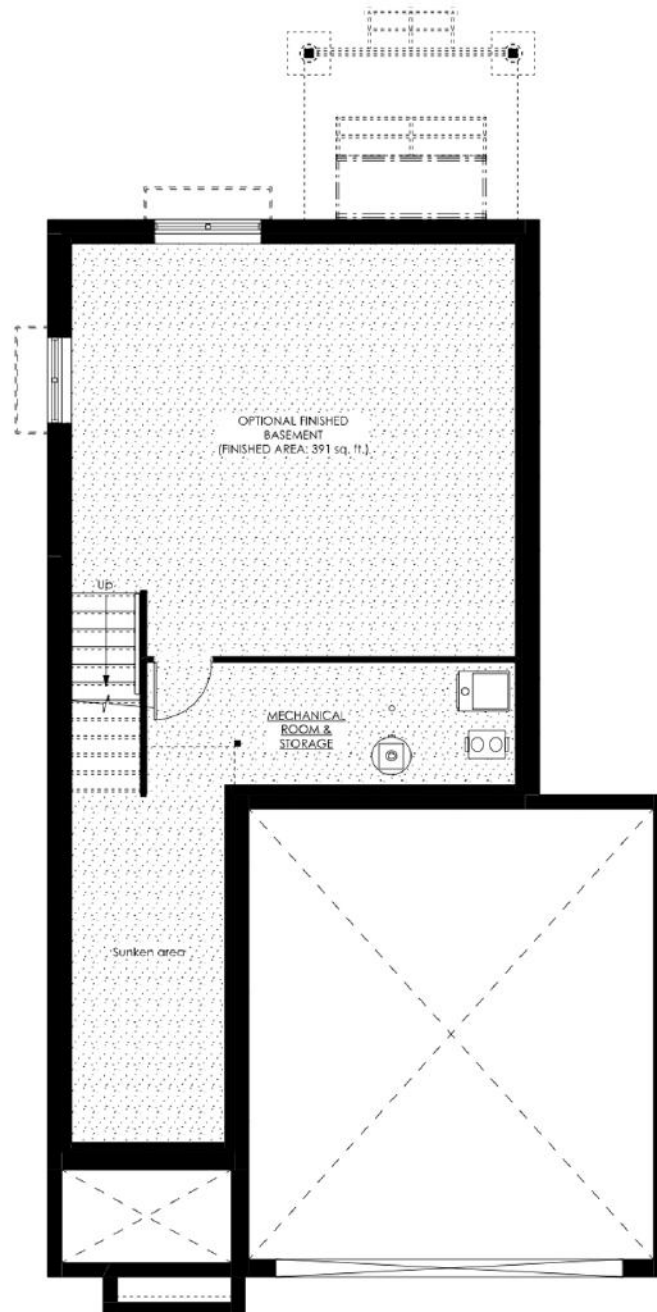 OPTIONAL FINISHED
BASEMENT
(FINISHED AREA: 391 sq. ft.)
Up
MECHANICAL
ROOM &
STORAGE
Sunken area